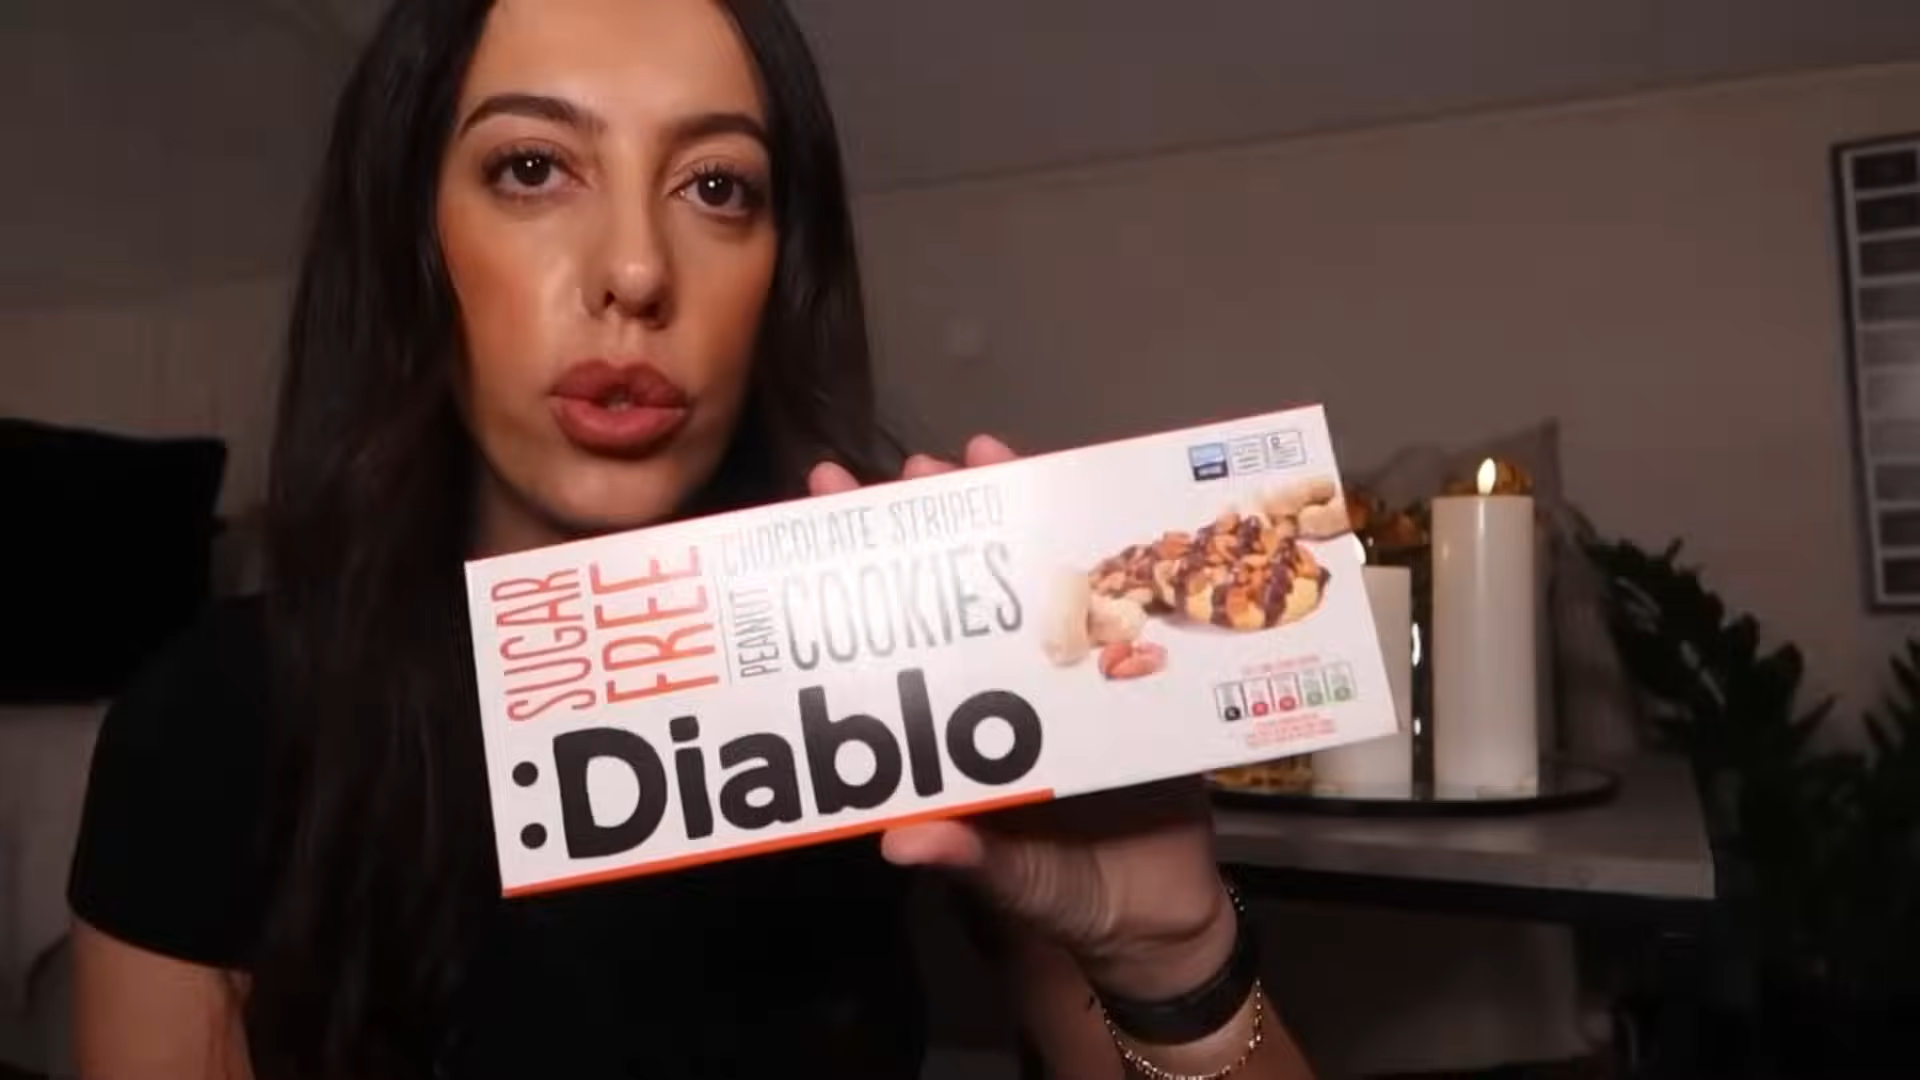 SUGAR
FREE
CHOCOLATE STRIPED
PEANUT
COOKIES
:Diablo